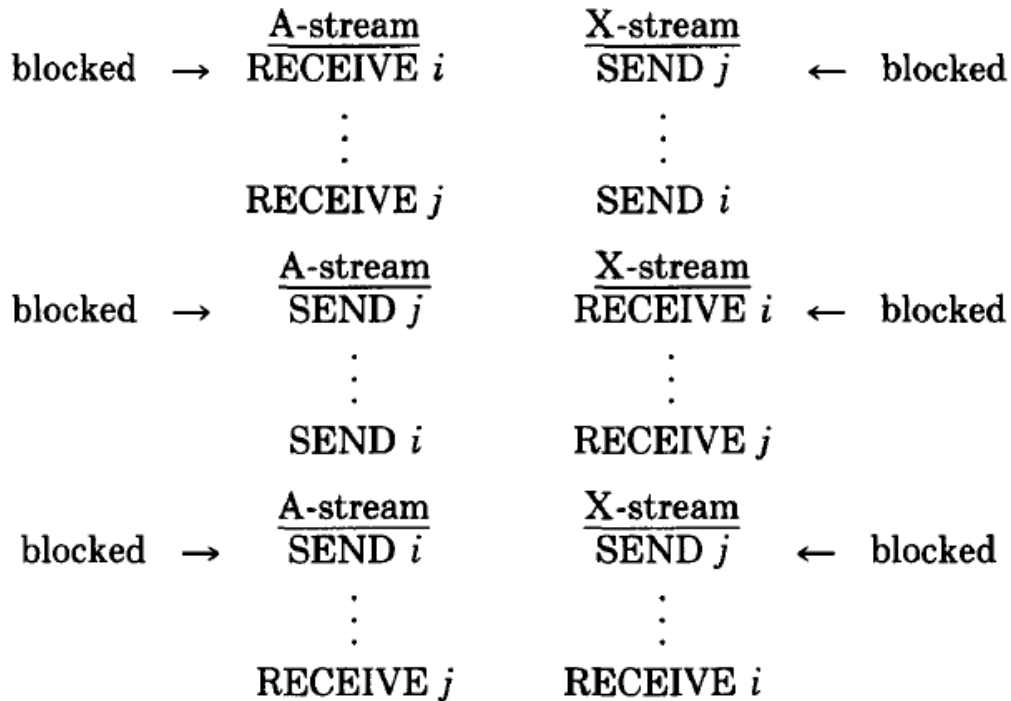 A-stream X-stream
blocked → RECEIVE i SEND j ← blocked
⋮ ⋮
RECEIVE j SEND i
A-stream X-stream
blocked → SEND j RECEIVE i ← blocked
⋮ ⋮
SEND i RECEIVE j
A-stream X-stream
blocked → SEND i SEND j ← blocked
⋮ ⋮
RECEIVE j RECEIVE i